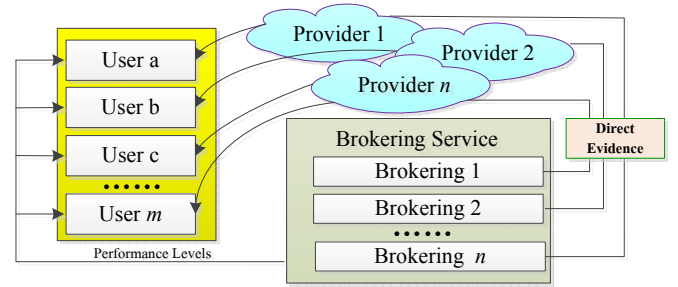 Provider 1
Provider 2
Provider n
User a
User b
User c
......
User m
Performance Levels
Brokering Service
Brokering 1
Brokering 2
......
Brokering n
Direct
Evidence